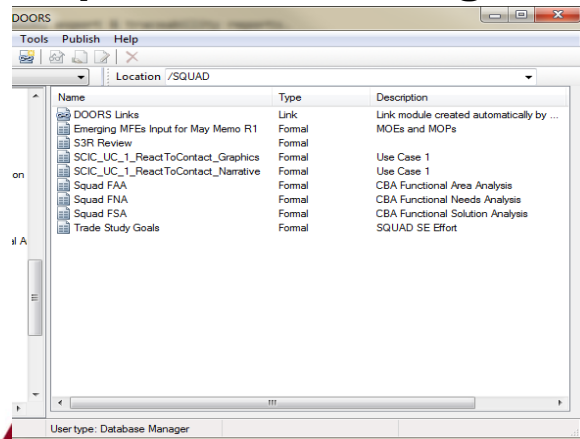 DOORS
Tools Publish Help
Location /SQUAD
Name Type Description
DOORS Links Link Link module created automatically by ...
Emerging MFEs Input for May Memo R1 Formal MOEs and MOPs
S3R Review Formal
SCIC_UC_1_ReactToContact_Graphics Formal Use Case 1
SCIC_UC_1_ReactToContact_Narrative Formal Use Case 1
Squad FAA Formal CBA Functional Area Analysis
Squad FNA Formal CBA Functional Needs Analysis
Squad FSA Formal CBA Functional Solution Analysis
Trade Study Goals Formal SQUAD SE Effort
on
al A
User type: Database Manager